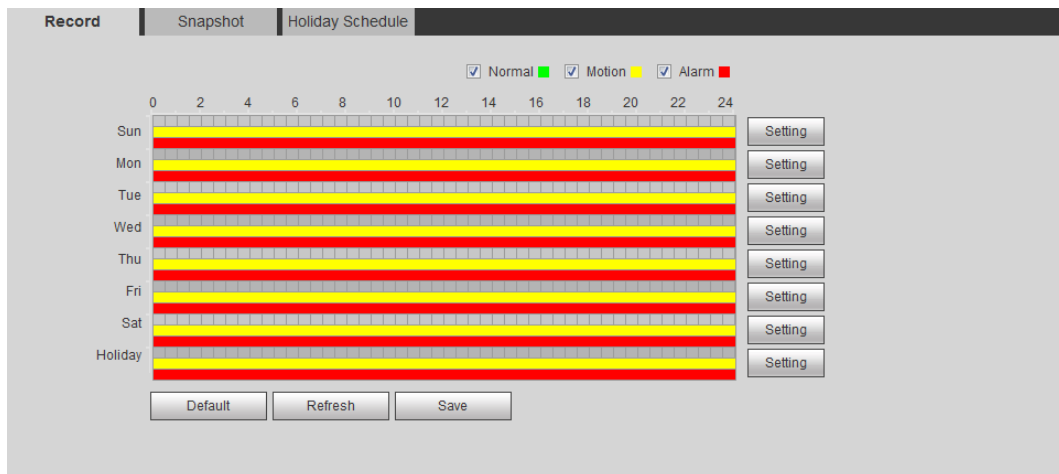 Record Snapshot Holiday Schedule
Normal Motion Alarm
0 2 4 6 8 10 12 14 16 18 20 22 24
Sun Setting
Mon Setting
Tue Setting
Wed Setting
Thu Setting
Fri Setting
Sat Setting
Holiday Setting
Default Refresh Save